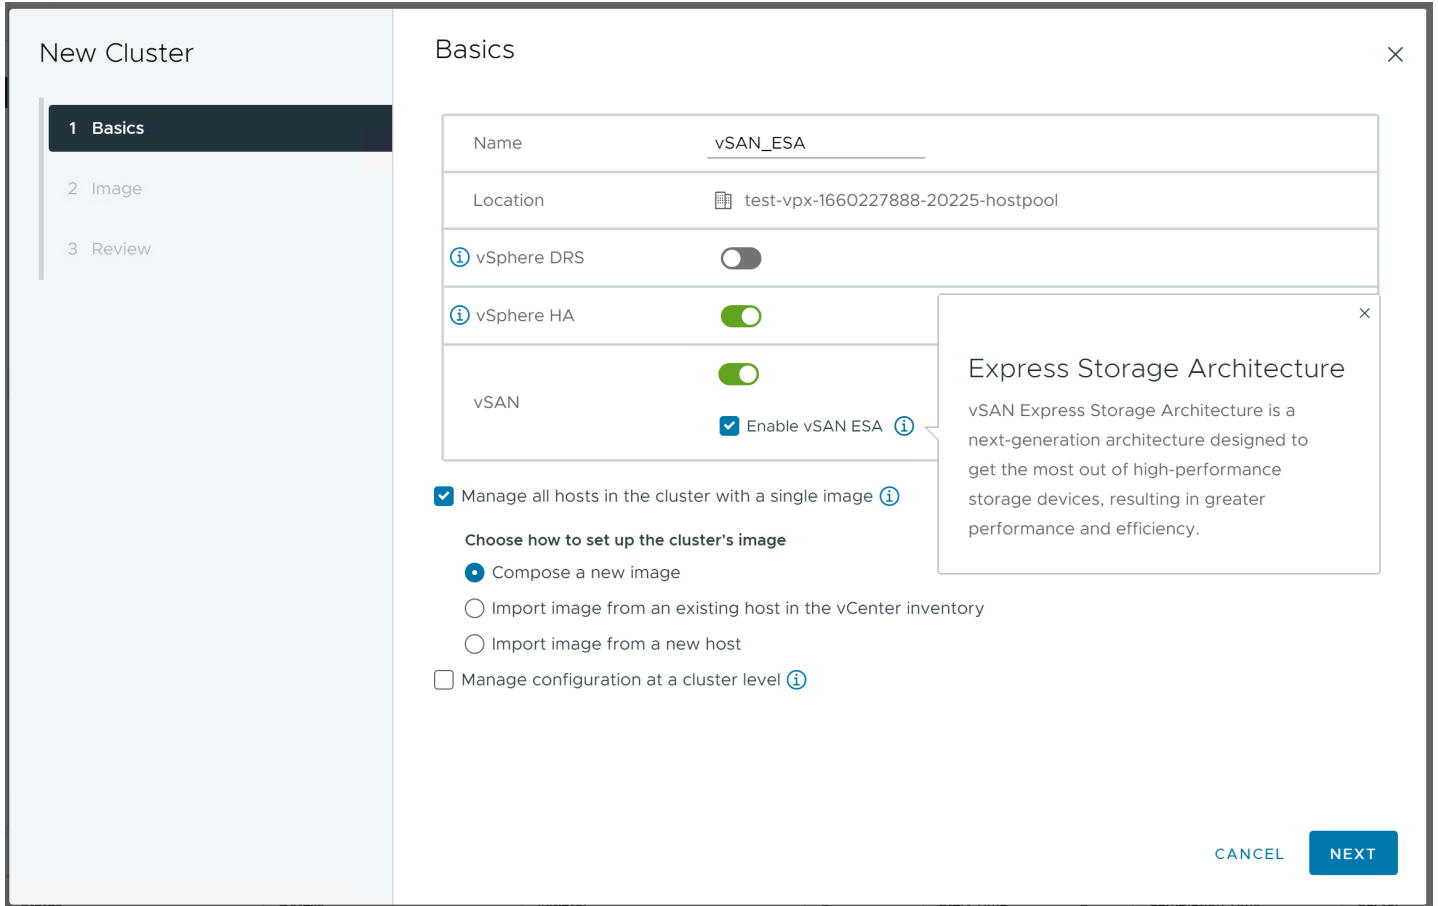 New Cluster
1 Basics
2 Image
3 Review
Basics
Name vSAN_ESA
Location test-vpx-1660227888-20225-hostpool
vSphere DRS
vSphere HA
vSAN
Enable vSAN ESA
Express Storage Architecture
vSAN Express Storage Architecture is a
next-generation architecture designed to
get the most out of high-performance
storage devices, resulting in greater
performance and efficiency.
Manage all hosts in the cluster with a single image
Choose how to set up the cluster's image
Compose a new image
Import image from an existing host in the vCenter inventory
Import image from a new host
Manage configuration at a cluster level
CANCEL NEXT